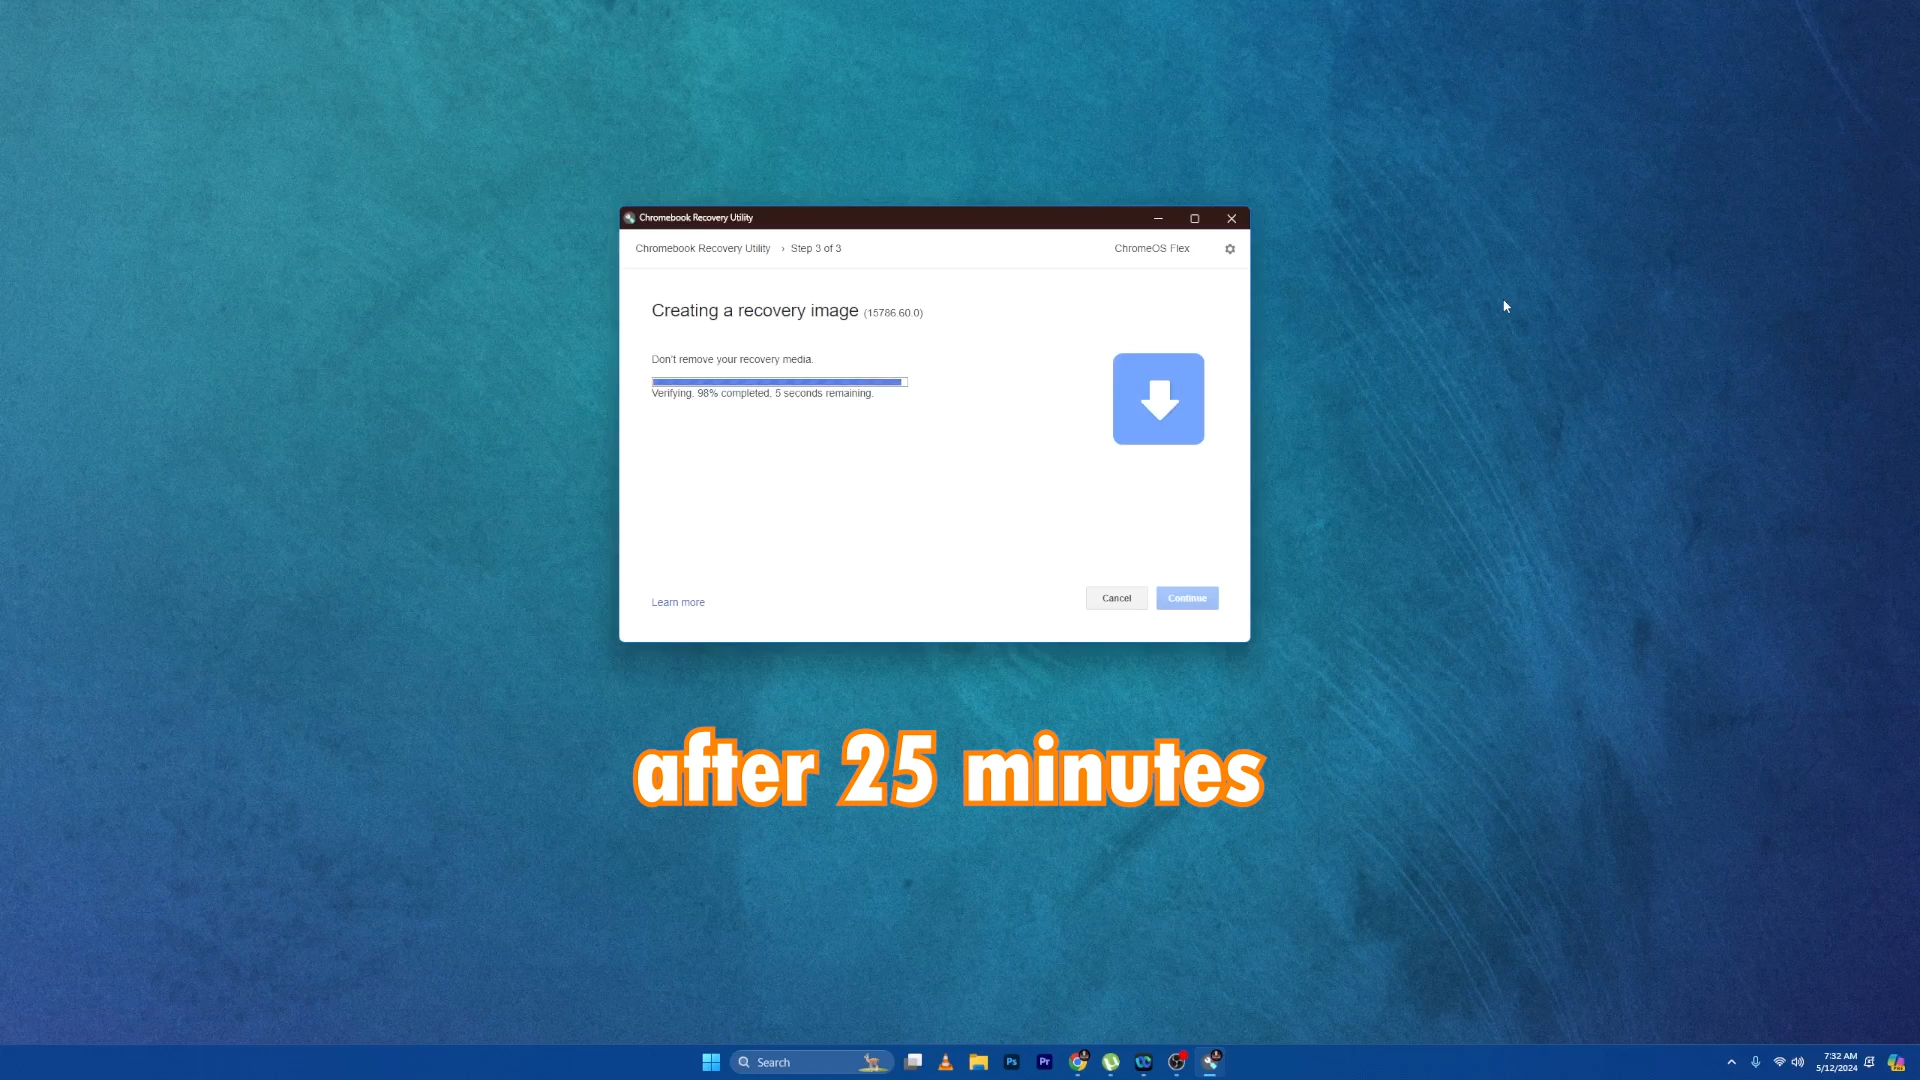 Chromebook Recovery Utility
Chromebook Recovery Utility › Step 3 of 3
ChromeOS Flex
Creating a recovery image (15786.60.0)
Don't remove your recovery media.
Verifying. 98% completed, 5 seconds remaining.
Learn more
Cancel
Continue
after 25 minutes
Search
Ps
Pr
7:32 AM
5/12/2024